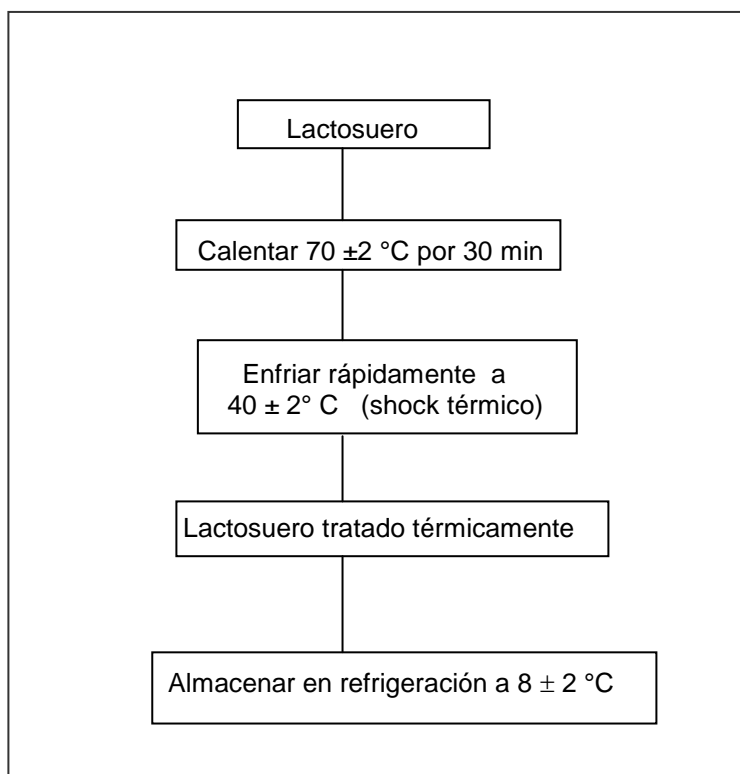 Lactosuero
Calentar 70 ±2 °C por 30 min
Enfriar rápidamente a
40 ± 2° C (shock térmico)
Lactosuero tratado térmicamente
Almacenar en refrigeración a 8 ± 2 °C